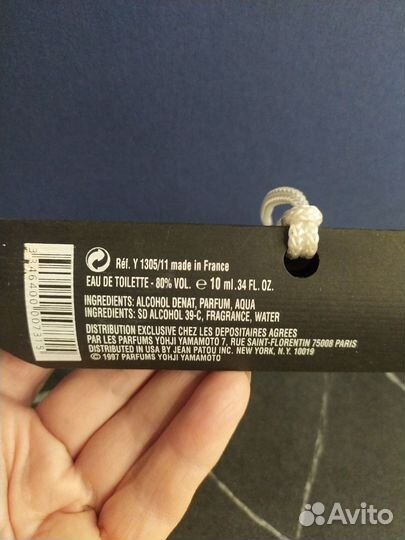 Réf. Y 1305/11 made in France
EAU DE TOILETTE - 80% VOL. ℮ 10 ml .34 FL. OZ.
INGREDIENTS: ALCOHOL DENAT, PARFUM, AQUA
INGREDIENTS: SD ALCOHOL 39-C, FRAGRANCE, WATER
DISTRIBUTION EXCLUSIVE CHEZ LES DEPOSITAIRES AGREES
PAR LES PARFUMS YOHJI YAMAMOTO 7, RUE SAINT-FLORENTIN 75008 PARIS
DISTRIBUTED IN USA BY JEAN PATOU INC. NEW YORK, N.Y. 10019
© 1997 PARFUMS YOHJI YAMAMOTO
Avito